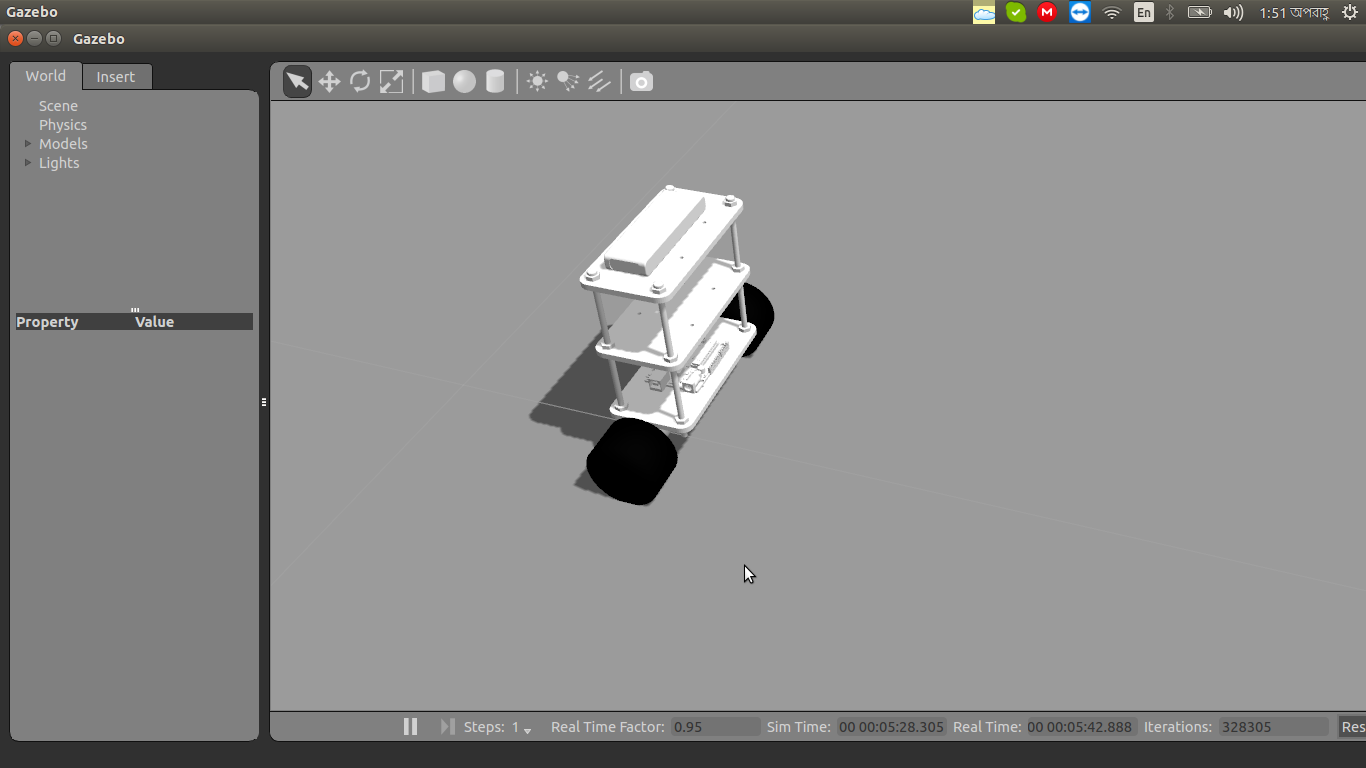 Gazebo
M
En
1:51 অপরাহ্ণ
Gazebo
World Insert
Scene
Physics
Models
Lights
Property Value
Steps: 1 Real Time Factor: 0.95 Sim Time: 00 00:05:28.305 Real Time: 00 00:05:42.888 Iterations: 328305 Res